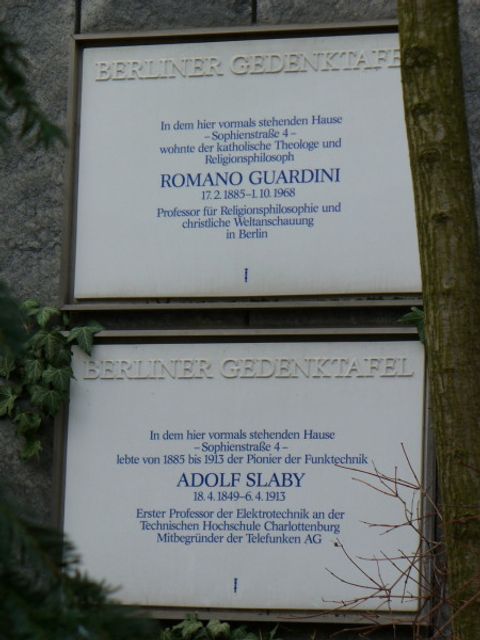 BERLINER GEDENKTAFE
In dem hier vormals stehenden Hause
–Sophienstraße 4–
wohnte der katholische Theologe und
Religionsphilosoph
ROMANO GUARDINI
17.2.1885–1.10.1968
Professor für Religionsphilosophie und
christliche Weltanschauung
in Berlin
BERLINER GEDENKTAFEL
In dem hier vormals stehenden Hause
–Sophienstraße 4–
lebte von 1885 bis 1913 der Pionier der Funktechnik
ADOLF SLABY
18.4.1849–6.4.1913
Erster Professor der Elektrotechnik an der
Technischen Hochschule Charlottenburg
Mitbegründer der Telefunken AG